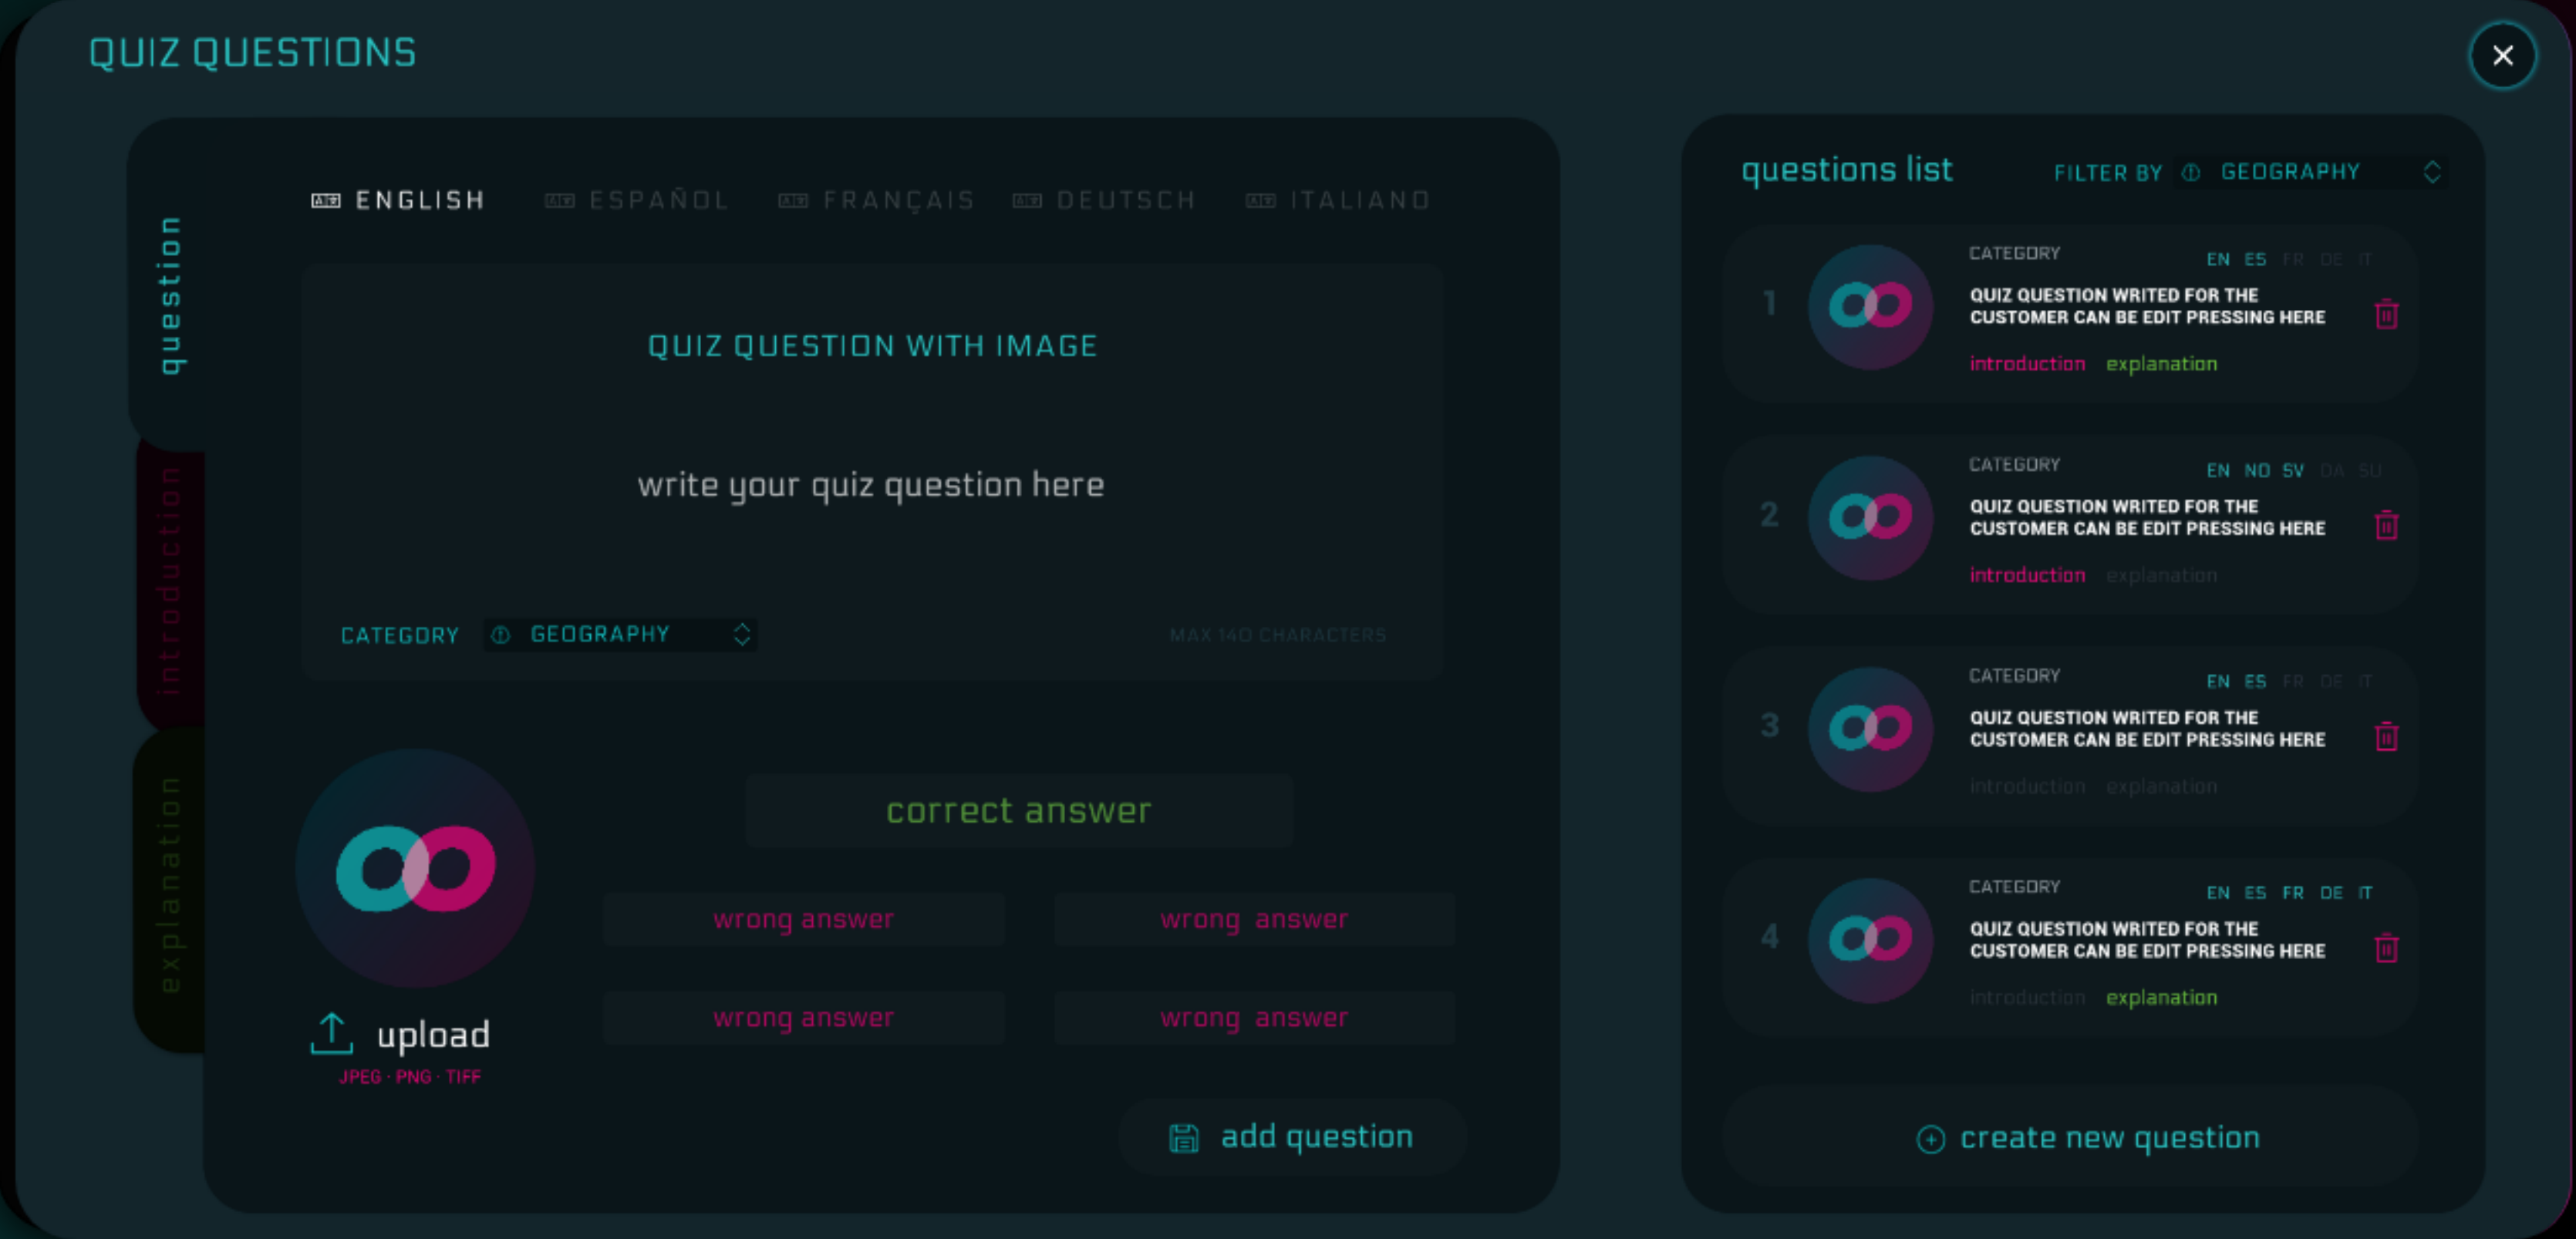 QUIZ QUESTIONS
question
introduction
explanation
ENGLISH
ESPAÑOL
FRANÇAIS
DEUTSCH
ITALIANO
QUIZ QUESTION WITH IMAGE
write your quiz question here
CATEGORY
GEOGRAPHY
MAX 140 CHARACTERS
upload
JPEG · PNG · TIFF
correct answer
wrong answer
wrong answer
wrong answer
wrong answer
add question
questions list
FILTER BY
GEOGRAPHY
1
CATEGORY
EN ES FR DE IT
QUIZ QUESTION WRITED FOR THE
CUSTOMER CAN BE EDIT PRESSING HERE
introduction explanation
2
CATEGORY
EN NO SV DA SU
QUIZ QUESTION WRITED FOR THE
CUSTOMER CAN BE EDIT PRESSING HERE
introduction explanation
3
CATEGORY
EN ES FR DE IT
QUIZ QUESTION WRITED FOR THE
CUSTOMER CAN BE EDIT PRESSING HERE
introduction explanation
4
CATEGORY
EN ES FR DE IT
QUIZ QUESTION WRITED FOR THE
CUSTOMER CAN BE EDIT PRESSING HERE
introduction explanation
create new question